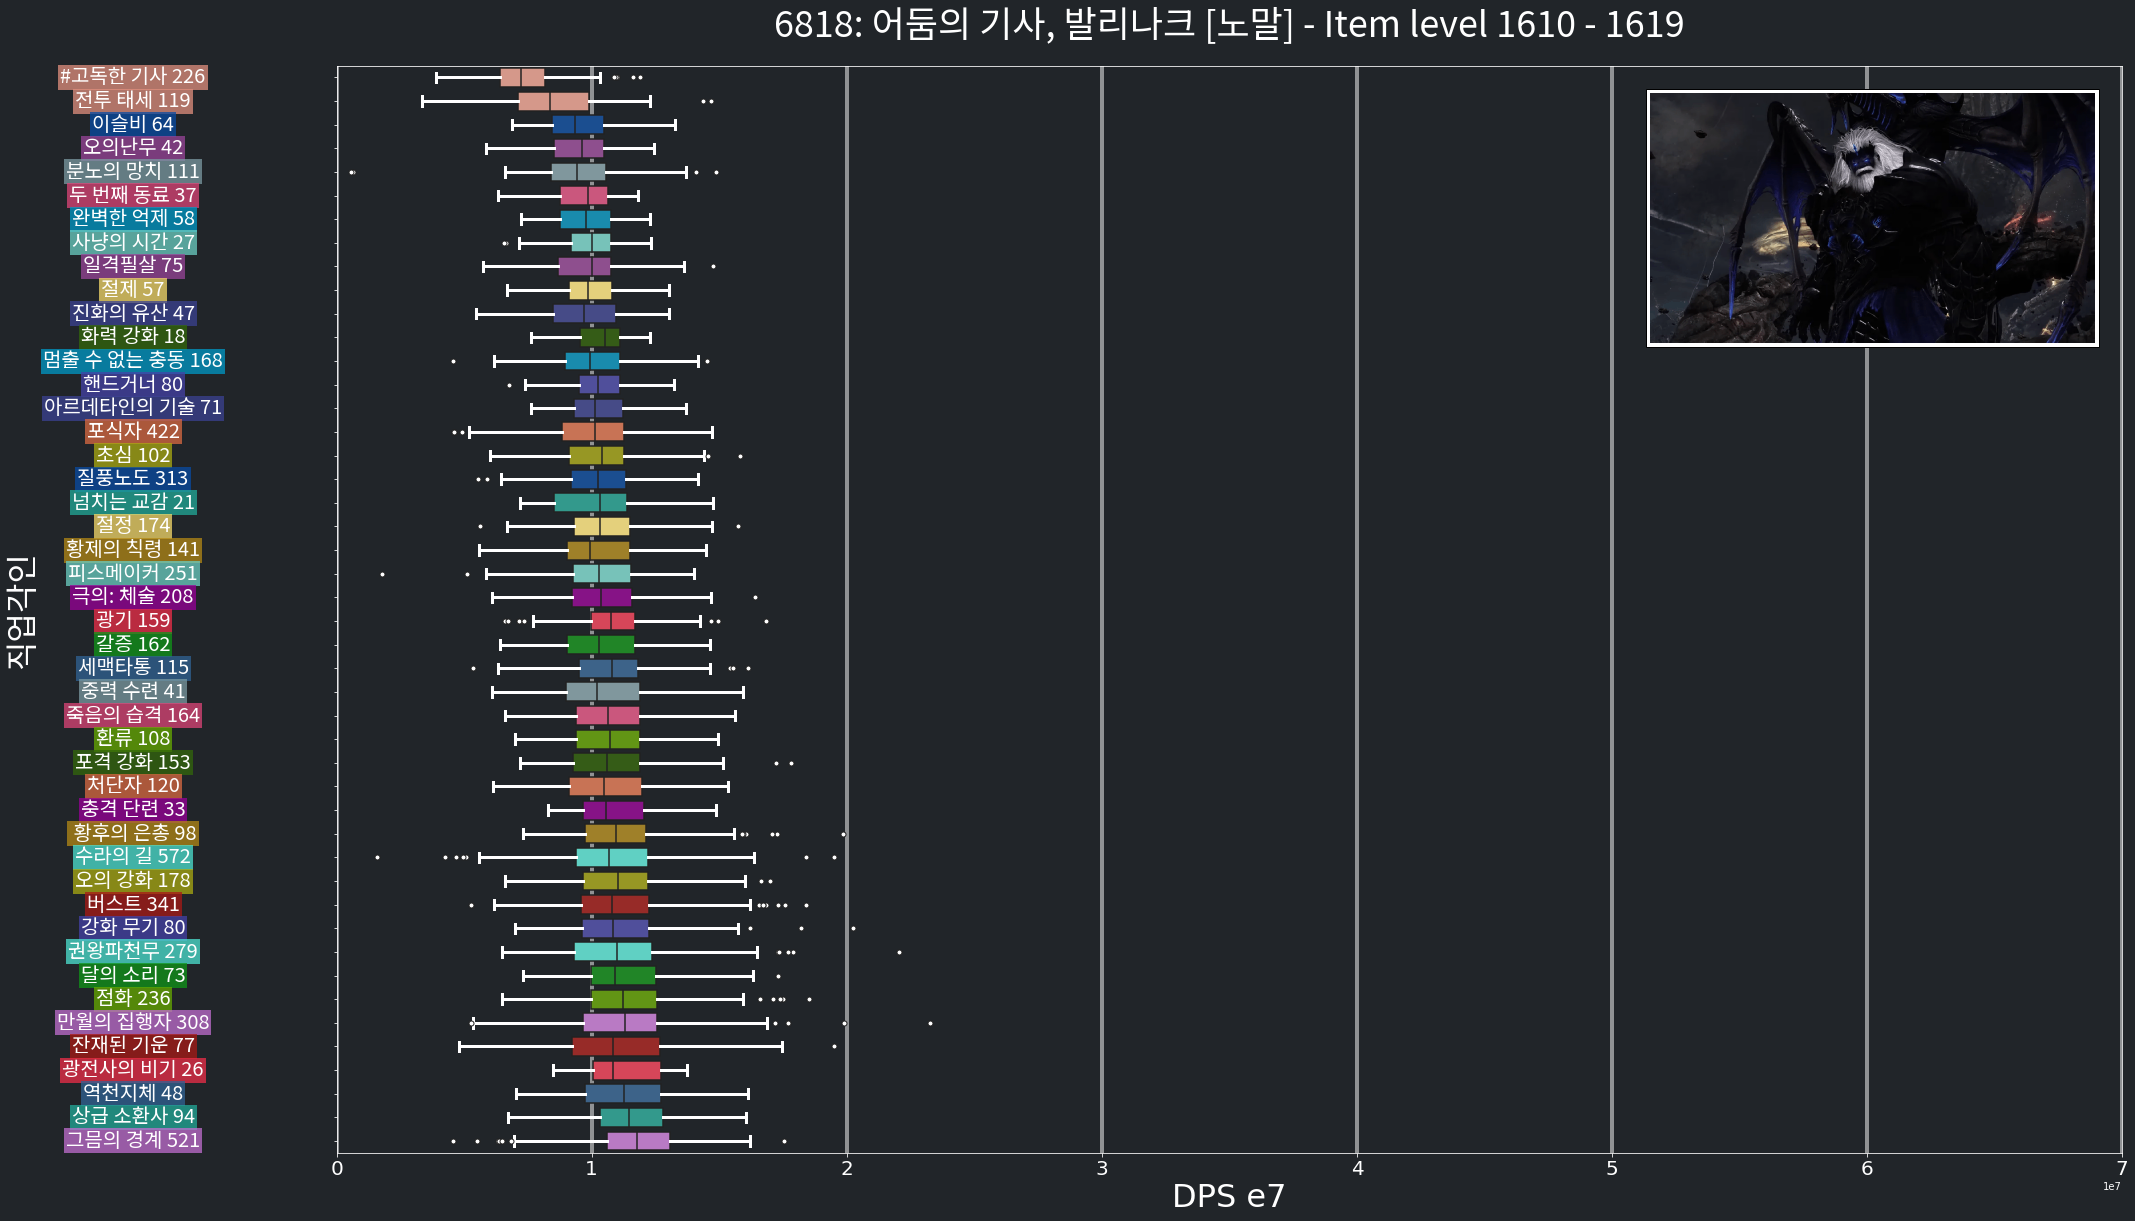 6818: 어둠의 기사, 발리나크 [노말] - Item level 1610 - 1619
#고독한 기사 226
전투 태세 119
이슬비 64
오의난무 42
분노의 망치 111
두 번째 동료 37
완벽한 억제 58
사냥의 시간 27
일격필살 75
절제 57
진화의 유산 47
화력 강화 18
멈출 수 없는 충동 168
핸드거너 80
아르데타인의 기술 71
포식자 422
초심 102
질풍노도 313
넘치는 교감 21
절정 174
황제의 칙령 141
피스메이커 251
극의: 체술 208
광기 159
갈증 162
세맥타통 115
중력 수련 41
죽음의 습격 164
환류 108
포격 강화 153
처단자 120
충격 단련 33
황후의 은총 98
수라의 길 572
오의 강화 178
버스트 341
강화 무기 80
권왕파천무 279
달의 소리 73
점화 236
만월의 집행자 308
잔재된 기운 77
광전사의 비기 26
역천지체 48
상급 소환사 94
그믐의 경계 521
직업각인
0 1 2 3 4 5 6 7
1e7
DPS e7